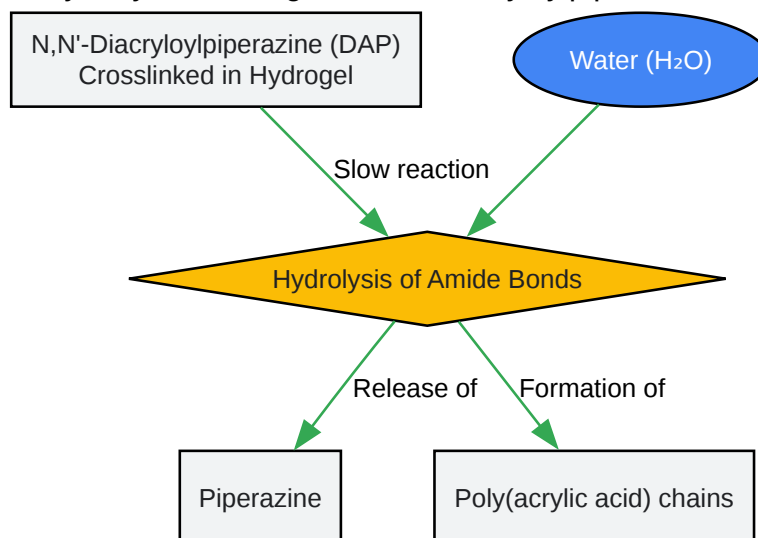 N,N'-Diacryloylpiperazine (DAP)
Crosslinked in Hydrogel
Water (H₂O)
Slow reaction
Hydrolysis of Amide Bonds
Release of
Formation of
Piperazine
Poly(acrylic acid) chains